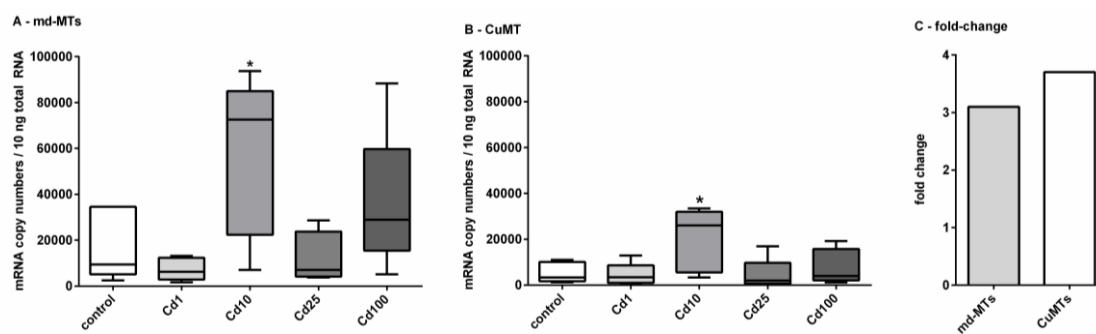 A - md-MTs
mRNA copy numbers / 10 ng total RNA
100000
80000
60000
40000
20000
0
*
control
Cd1
Cd10
Cd25
Cd100
B - CuMT
mRNA copy numbers / 10 ng total RNA
100000
80000
60000
40000
20000
0
*
control
Cd1
Cd10
Cd25
Cd100
C - fold-change
fold change
4
3
2
1
0
md-MTs
CuMTs